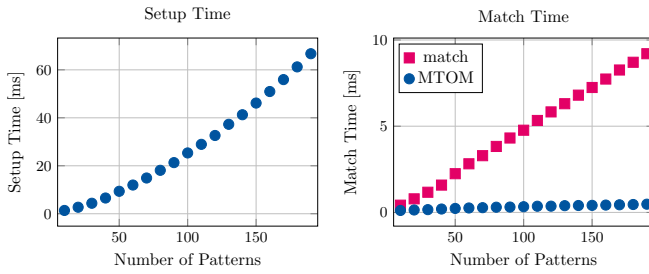 Setup Time
Setup Time [ms]
60
40
20
0
50
100
150
Number of Patterns
Match Time
Match Time [ms]
10
5
0
match
MTOM
50
100
150
Number of Patterns